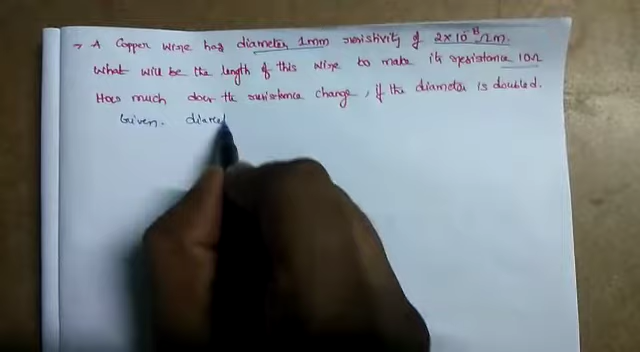 → A Copper wire has diameter 1mm resistivity of 2×10⁻⁸ Ωm.
What will be the length of this wire to make its resistance 10Ω
How much does the resistance change, if the diameter is doubled.
Given. diamet